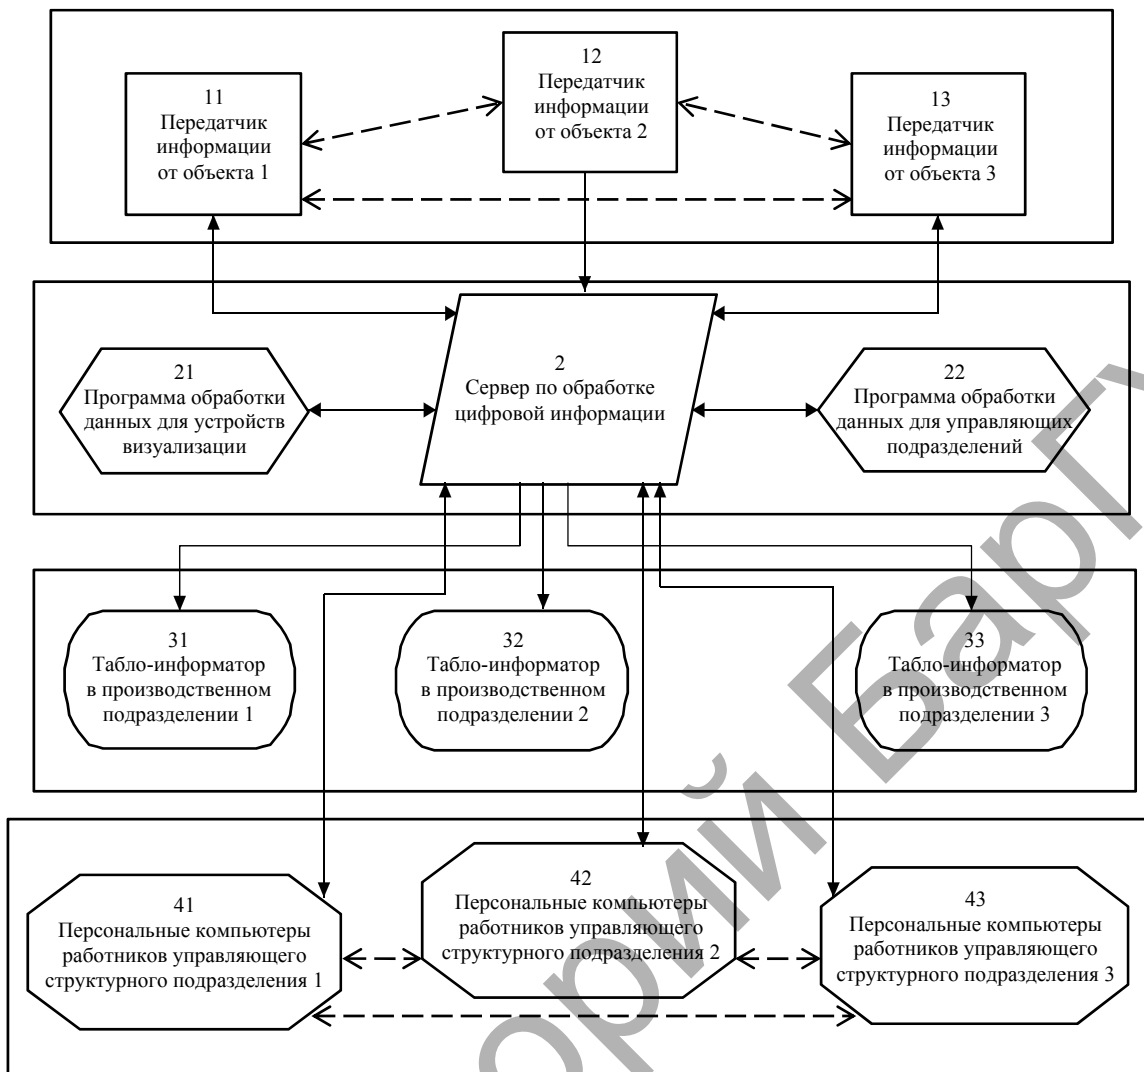 11
Передатчик
информации
от объекта 1
12
Передатчик
информации
от объекта 2
13
Передатчик
информации
от объекта 3
21
Программа обработки
данных для устройств
визуализации
2
Сервер по обработке
цифровой информации
22
Программа обработки
данных для управляющих
подразделений
31
Табло-информатор
в производственном
подразделении 1
32
Табло-информатор
в производственном
подразделении 2
33
Табло-информатор
в производственном
подразделении 3
41
Персональные компьютеры
работников управляющего
структурного подразделения 1
42
Персональные компьютеры
работников управляющего
структурного подразделения 2
43
Персональные компьютеры
работников управляющего
структурного подразделения 3